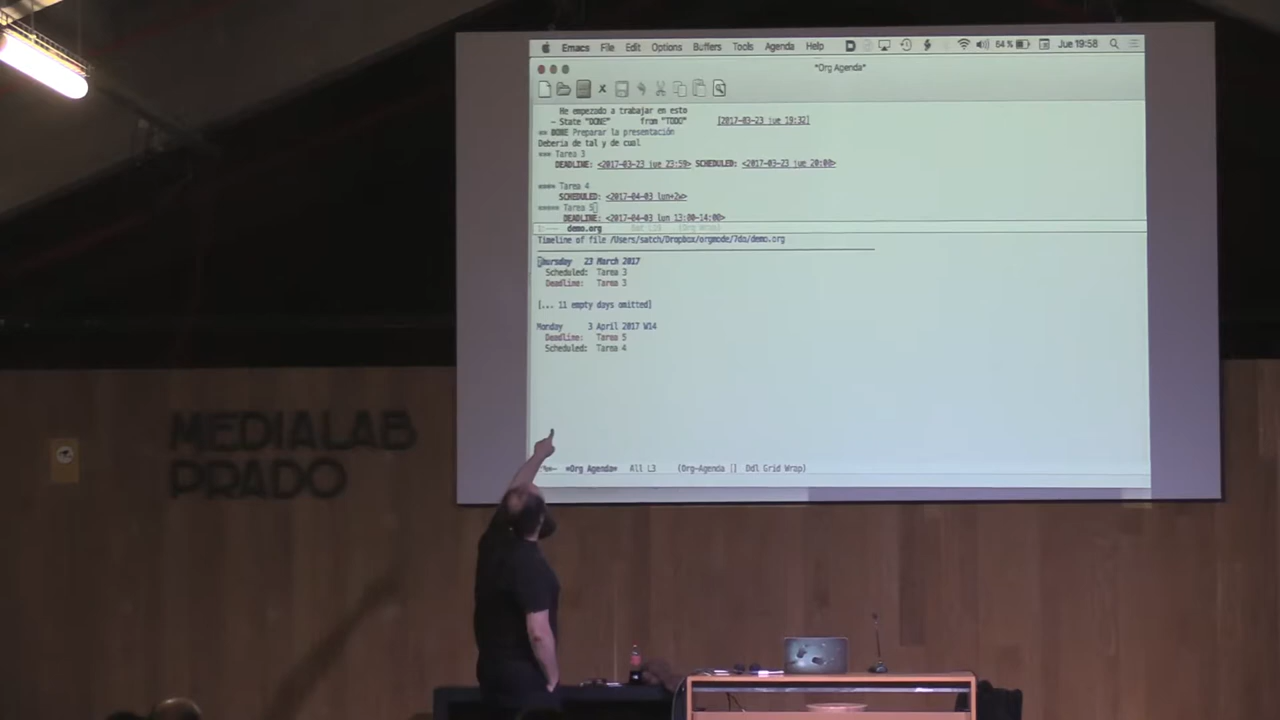 Emacs File Edit Options Buffers Tools Agenda Help 64 % Jue 19:58
*Org Agenda*
He empezado a trabajar en esto
- State "DONE" from "TODO" [2017-03-23 jue 19:32]
** DONE Preparar la presentación
Debería de tal y de cual
*** Tarea 3
DEADLINE: <2017-03-23 jue 23:59> SCHEDULED: <2017-03-23 jue 20:00>
**** Tarea 4
SCHEDULED: <2017-04-03 lun+2w>
***** Tarea 5
DEADLINE: <2017-04-03 lun 13:00-14:00>
demo.org
Timeline of file /Users/satch/Dropbox/orgmode/7do/demo.org
Thursday 23 March 2017
Scheduled: Tarea 3
Deadline: Tarea 3
[... 11 empty days omitted]
Monday 3 April 2017 W14
Deadline: Tarea 5
Scheduled: Tarea 4
*Org Agenda* All L3 (Org-Agenda [] Ddl Grid Wrap)
MEDIALAB
PRADO